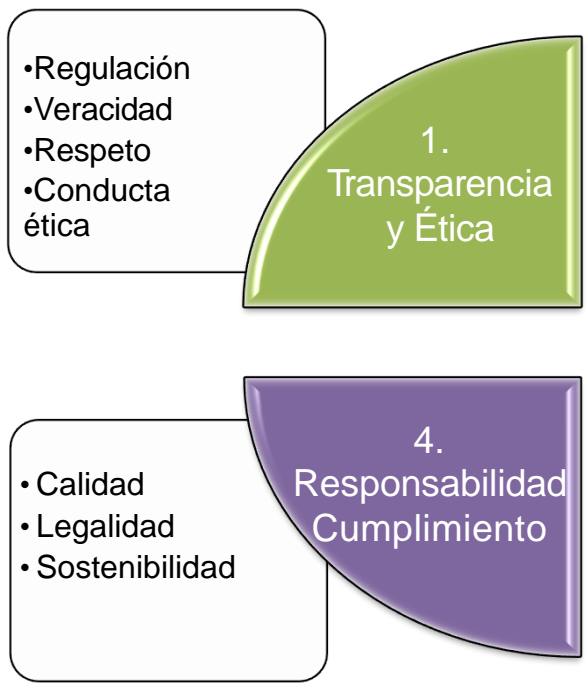 •Regulación
•Veracidad
•Respeto
•Conducta
ética
1.
Transparencia
y Ética
4.
Responsabilidad
Cumplimiento
• Calidad
• Legalidad
• Sostenibilidad